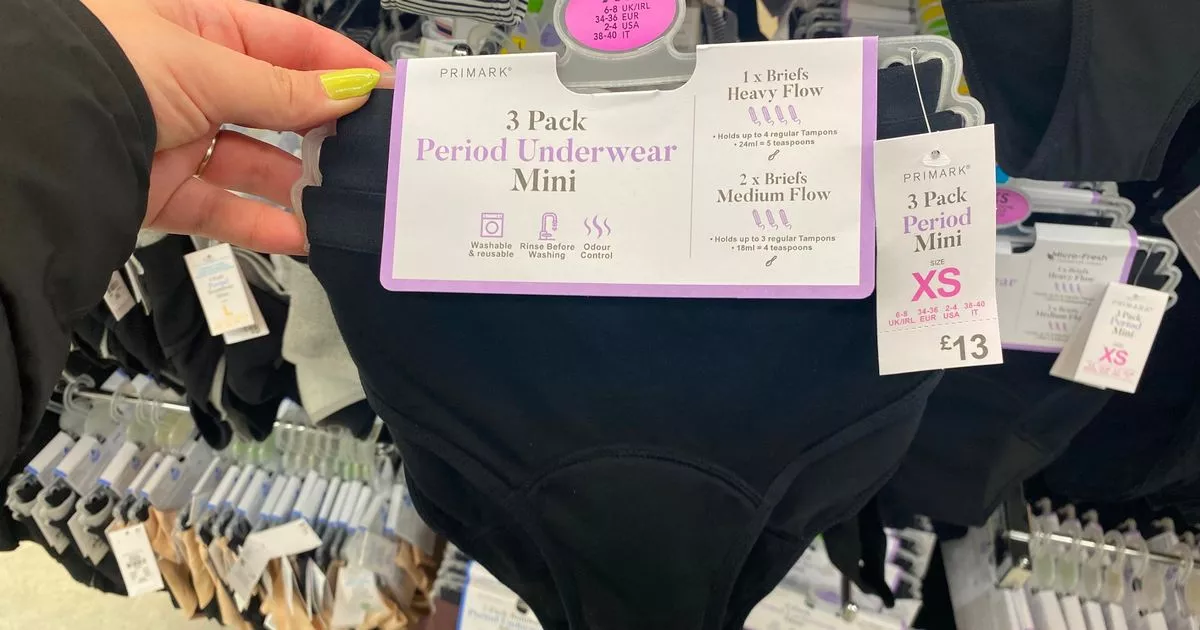 6-8 UK/IRL
34-36 EUR
2-4 USA
38-40 IT
PRIMARK®
3 Pack
Period Underwear
Mini
Washable
& reusable
Rinse Before
Washing
Odour
Control
1 x Briefs
Heavy Flow
• Holds up to 4 regular Tampons
• 24ml = 5 teaspoons
2 x Briefs
Medium Flow
• Holds up to 3 regular Tampons
• 18ml = 4 teaspoons
PRIMARK®
3 Pack
Period
Mini
SIZE
XS
6-8 34-36 2-4 38-40
UK/IRL EUR USA IT
£13
XS
Micro-Fresh
1 x Briefs
Heavy Flow
Medium
PRIMARK
3 Pack
Period
Mini
XS
L